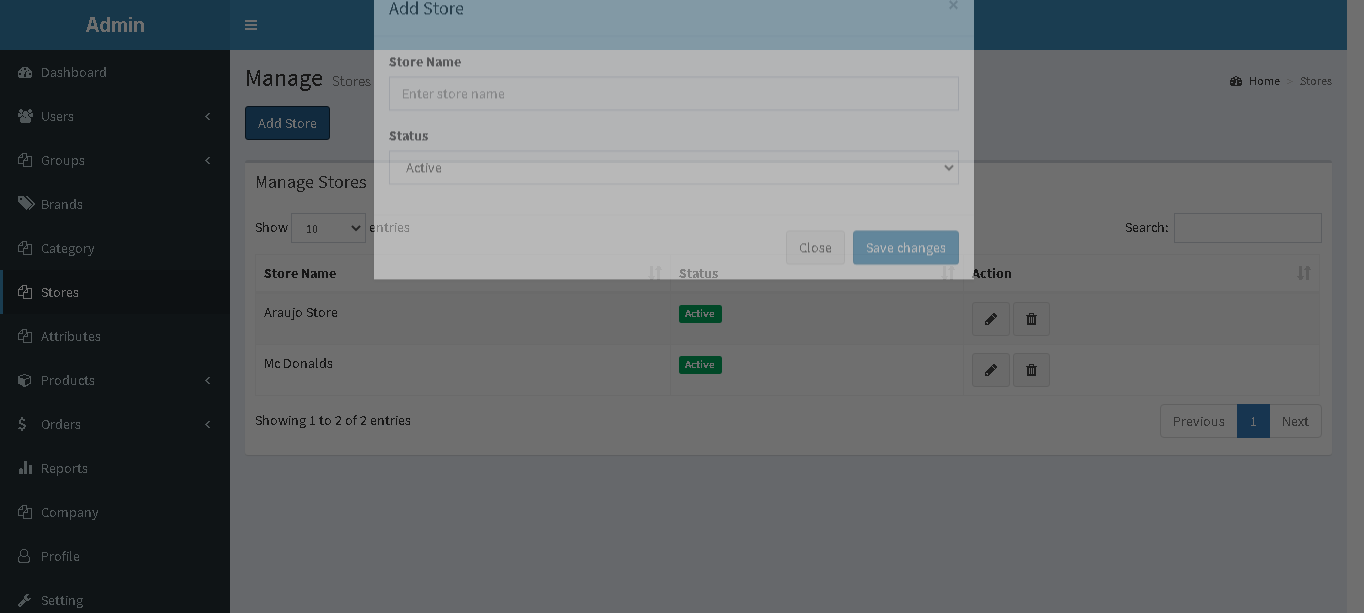 Admin
Add Store ×
Dashboard
Users
Groups
Brands
Category
Stores
Attributes
Products
$ Orders
Reports
Company
Profile
Setting
Manage Stores
Home > Stores
Add Store
Store Name
Enter store name
Status
Active
Close Save changes
Manage Stores
Show 10 entries
Search:
Store Name Status Action
Araujo Store Active
Mc Donalds Active
Showing 1 to 2 of 2 entries
Previous 1 Next